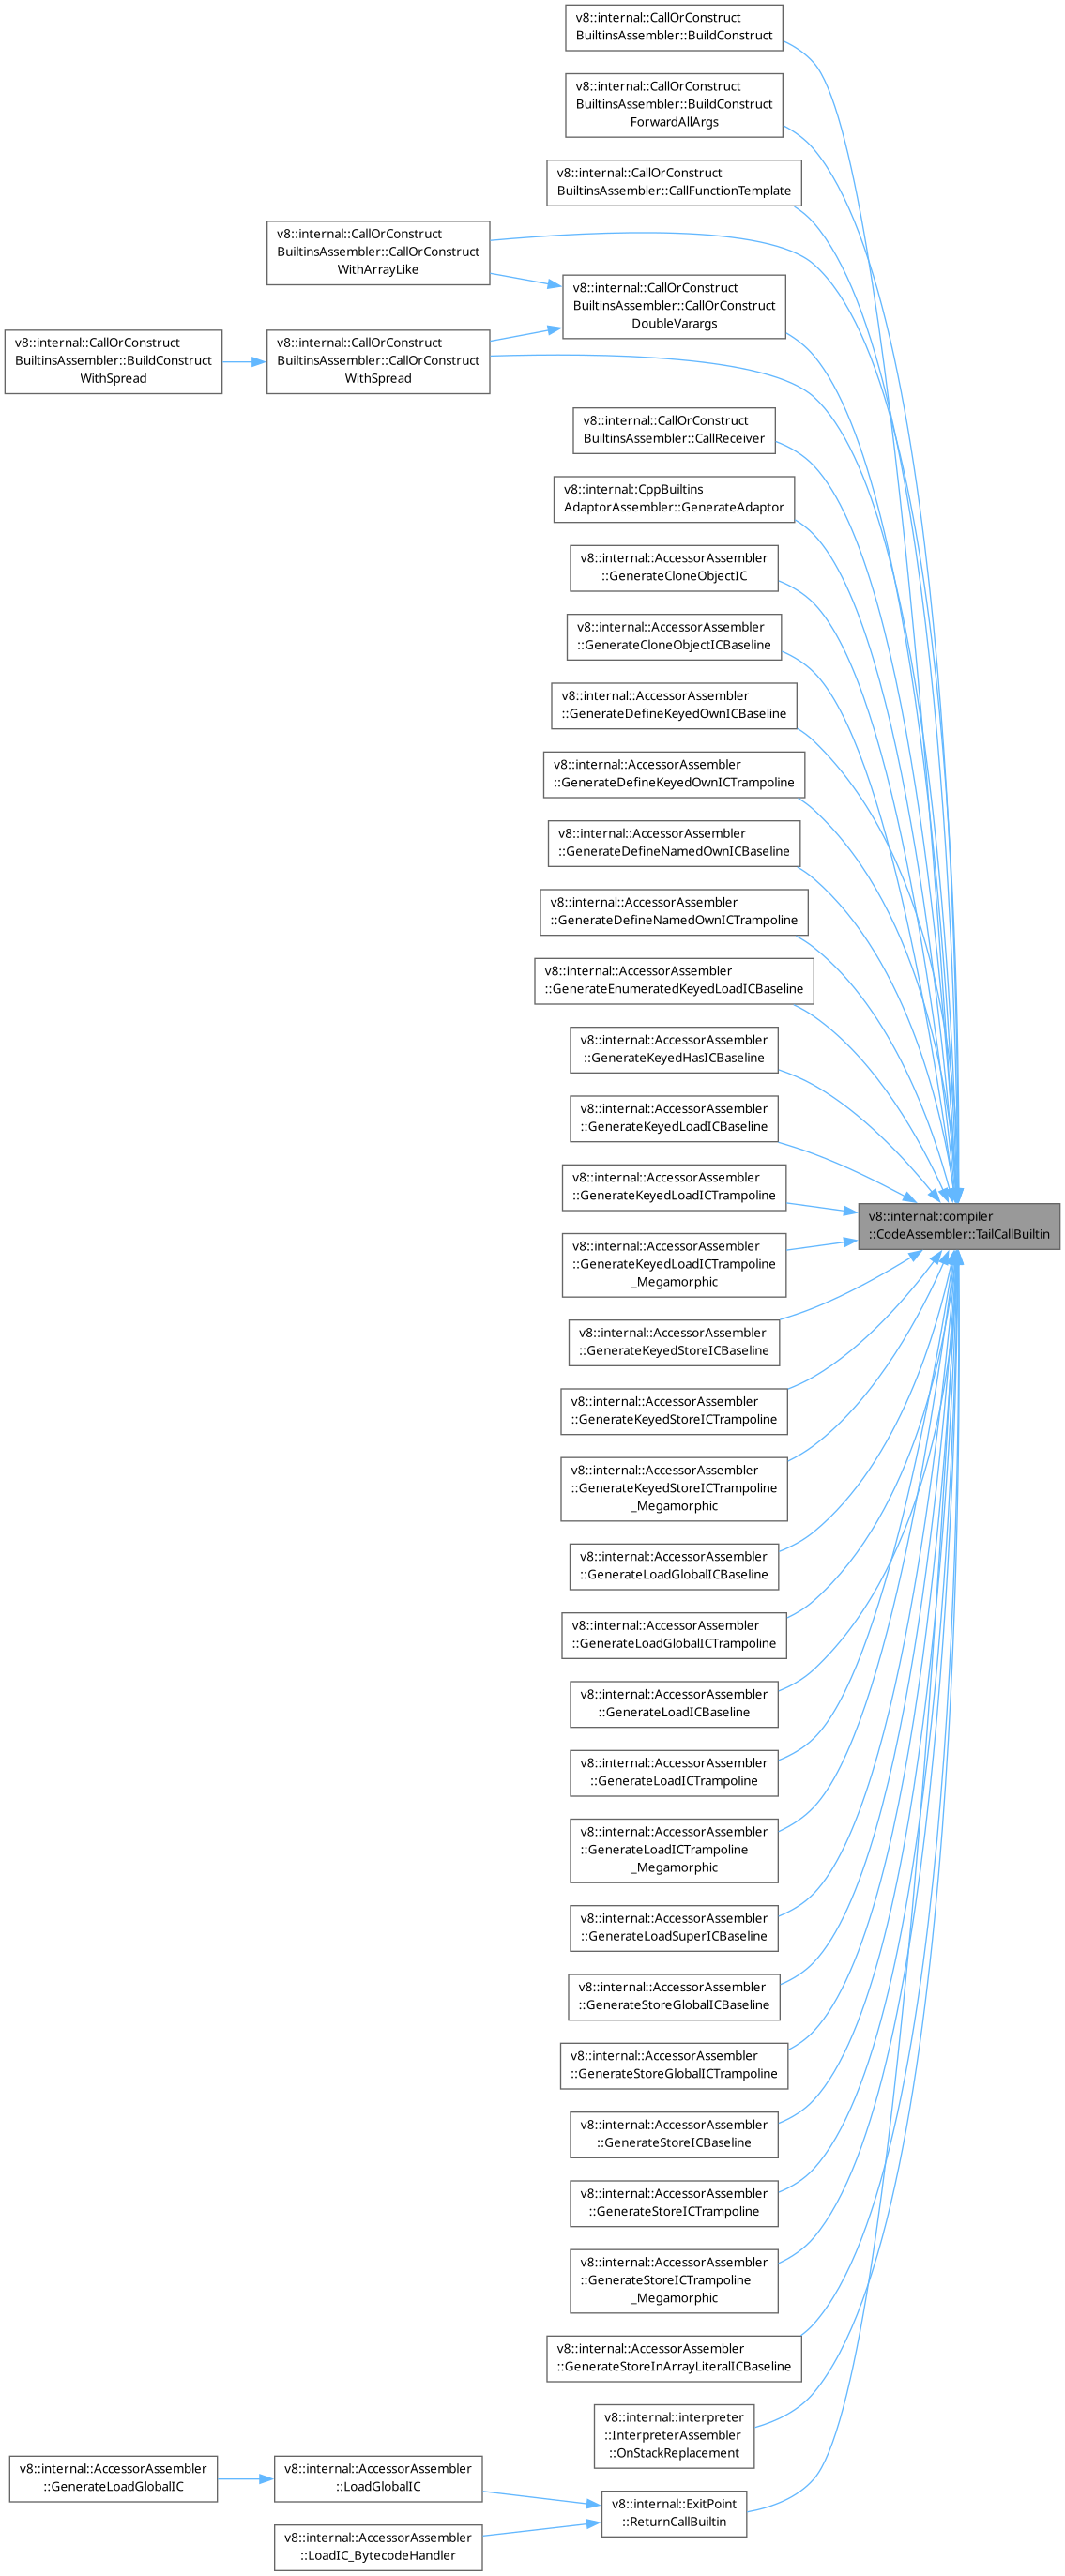 v8::internal::CallOrConstruct
BuiltinsAssembler::BuildConstruct
v8::internal::CallOrConstruct
BuiltinsAssembler::BuildConstruct
ForwardAllArgs
v8::internal::CallOrConstruct
BuiltinsAssembler::CallFunctionTemplate
v8::internal::CallOrConstruct
BuiltinsAssembler::CallOrConstruct
WithArrayLike
v8::internal::CallOrConstruct
BuiltinsAssembler::CallOrConstruct
DoubleVarargs
v8::internal::CallOrConstruct
BuiltinsAssembler::BuildConstruct
WithSpread
v8::internal::CallOrConstruct
BuiltinsAssembler::CallOrConstruct
WithSpread
v8::internal::CallOrConstruct
BuiltinsAssembler::CallReceiver
v8::internal::CppBuiltins
AdaptorAssembler::GenerateAdaptor
v8::internal::AccessorAssembler
::GenerateCloneObjectIC
v8::internal::AccessorAssembler
::GenerateCloneObjectICBaseline
v8::internal::AccessorAssembler
::GenerateDefineKeyedOwnICBaseline
v8::internal::AccessorAssembler
::GenerateDefineKeyedOwnICTrampoline
v8::internal::AccessorAssembler
::GenerateDefineNamedOwnICBaseline
v8::internal::AccessorAssembler
::GenerateDefineNamedOwnICTrampoline
v8::internal::AccessorAssembler
::GenerateEnumeratedKeyedLoadICBaseline
v8::internal::AccessorAssembler
::GenerateKeyedHasICBaseline
v8::internal::AccessorAssembler
::GenerateKeyedLoadICBaseline
v8::internal::AccessorAssembler
::GenerateKeyedLoadICTrampoline
v8::internal::compiler
::CodeAssembler::TailCallBuiltin
v8::internal::AccessorAssembler
::GenerateKeyedLoadICTrampoline
_Megamorphic
v8::internal::AccessorAssembler
::GenerateKeyedStoreICBaseline
v8::internal::AccessorAssembler
::GenerateKeyedStoreICTrampoline
v8::internal::AccessorAssembler
::GenerateKeyedStoreICTrampoline
_Megamorphic
v8::internal::AccessorAssembler
::GenerateLoadGlobalICBaseline
v8::internal::AccessorAssembler
::GenerateLoadGlobalICTrampoline
v8::internal::AccessorAssembler
::GenerateLoadICBaseline
v8::internal::AccessorAssembler
::GenerateLoadICTrampoline
v8::internal::AccessorAssembler
::GenerateLoadICTrampoline
_Megamorphic
v8::internal::AccessorAssembler
::GenerateLoadSuperICBaseline
v8::internal::AccessorAssembler
::GenerateStoreGlobalICBaseline
v8::internal::AccessorAssembler
::GenerateStoreGlobalICTrampoline
v8::internal::AccessorAssembler
::GenerateStoreICBaseline
v8::internal::AccessorAssembler
::GenerateStoreICTrampoline
v8::internal::AccessorAssembler
::GenerateStoreICTrampoline
_Megamorphic
v8::internal::AccessorAssembler
::GenerateStoreInArrayLiteralICBaseline
v8::internal::interpreter
::InterpreterAssembler
::OnStackReplacement
v8::internal::AccessorAssembler
::GenerateLoadGlobalIC
v8::internal::AccessorAssembler
::LoadGlobalIC
v8::internal::ExitPoint
::ReturnCallBuiltin
v8::internal::AccessorAssembler
::LoadIC_BytecodeHandler